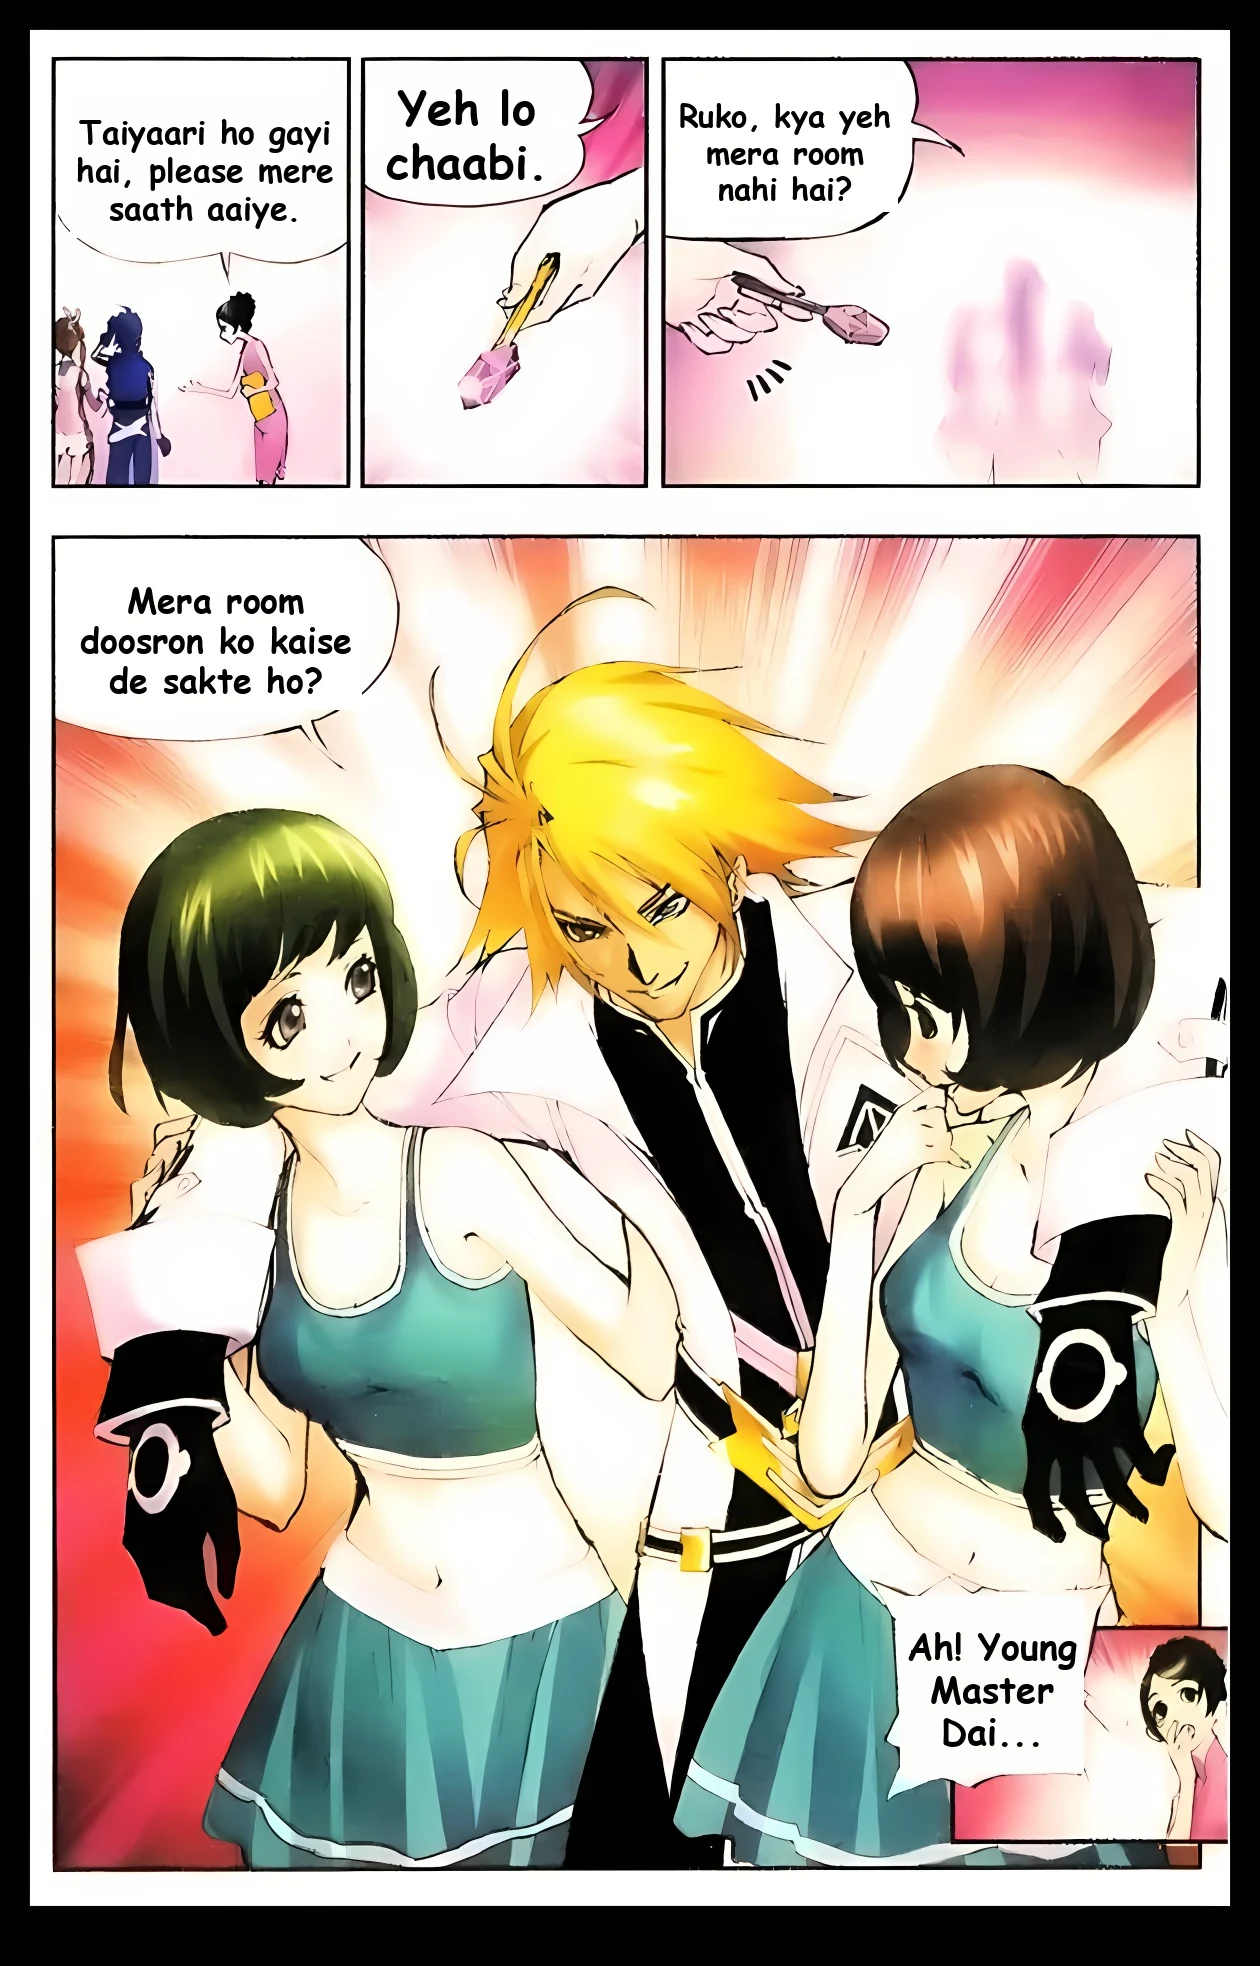 Taiyaari ho gayi
hai, please mere
saath aaiye.
Yeh lo
chaabi.
Ruko, kya yeh
mera room
nahi hai?
Mera room
doosron ko kaise
de sakte ho?
Ah! Young
Master
Dai...